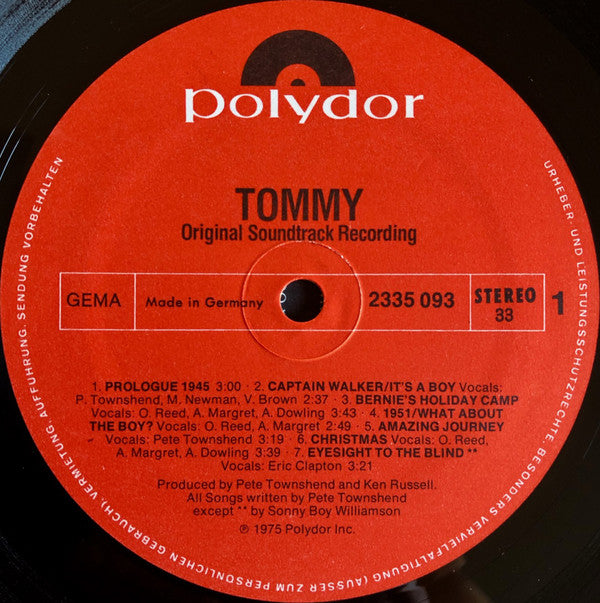 polydor
TOMMY
Original Soundtrack Recording
GEMA
Made in Germany
2335 093
STEREO
33
1
1. PROLOGUE 1945 3:00 · 2. CAPTAIN WALKER/IT'S A BOY Vocals:
P. Townshend, M. Newman, V. Brown 2:37 · 3. BERNIE'S HOLIDAY CAMP
Vocals: O. Reed, A. Margret, A. Dowling 3:43 · 4. 1951/WHAT ABOUT
THE BOY? Vocals: O. Reed, A. Margret 2:49 · 5. AMAZING JOURNEY
Vocals: Pete Townshend 3:19 · 6. CHRISTMAS Vocals: O. Reed,
A. Margret, A. Dowling 3:39 · 7. EYESIGHT TO THE BLIND **
Vocals: Eric Clapton 3:21
Produced by Pete Townshend and Ken Russell.
All Songs written by Pete Townshend
except ** by Sonny Boy Williamson
℗ 1975 Polydor Inc.
URHEBER- UND LEISTUNGSSCHUTZRECHTE, BESONDERS VERVIELFÄLTIGUNG (AUSSER ZUM PERSÖNLICHEN GEBRAUCH), VERMIETUNG, AUFFÜHRUNG, SENDUNG VORBEHALTEN